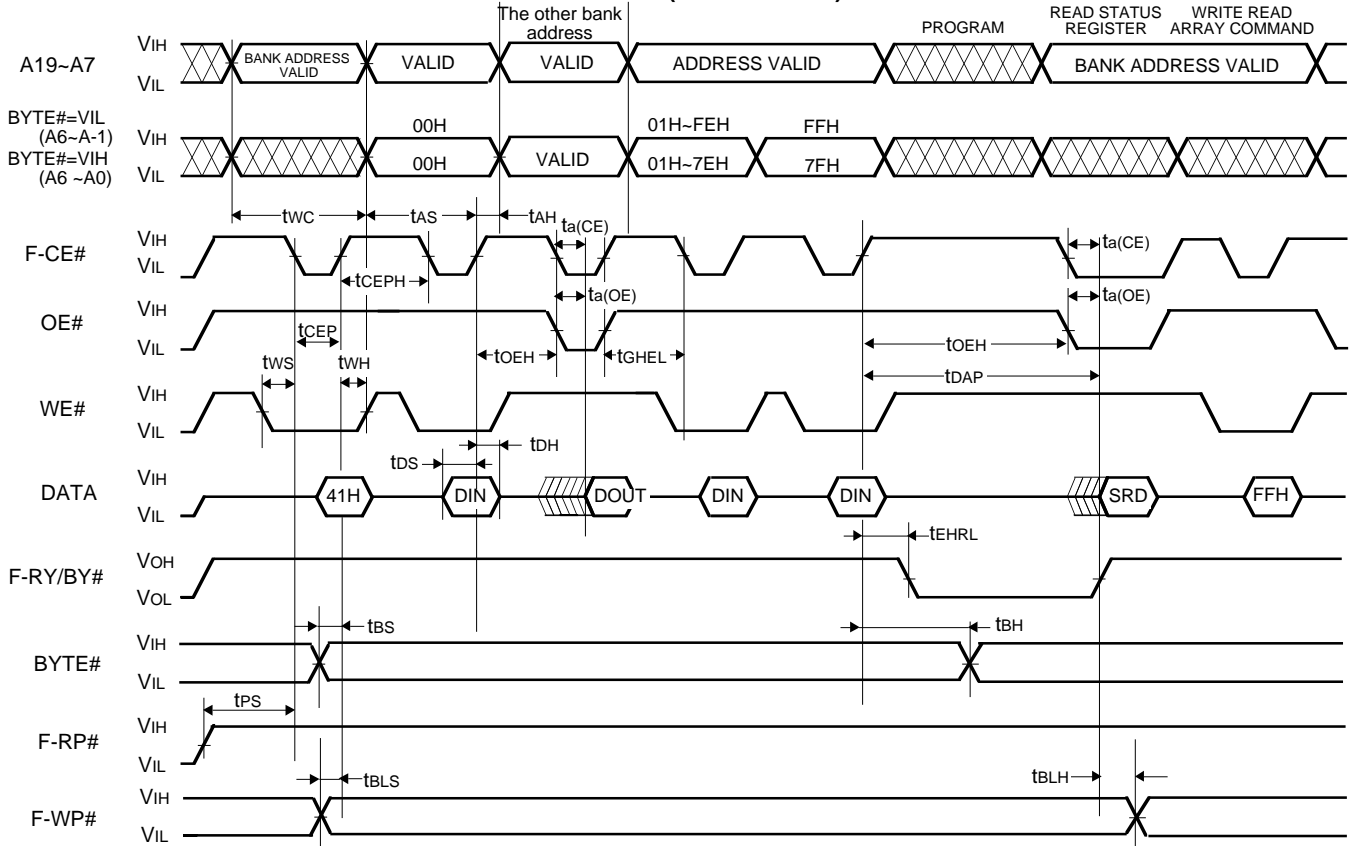 The other bank
address
PROGRAM
READ STATUS
REGISTER
WRITE READ
ARRAY COMMAND
A19~A7
VIH
VIL
BANK ADDRESS
VALID
VALID
VALID
ADDRESS VALID
BANK ADDRESS VALID
BYTE#=VIL
(A6~A-1)
BYTE#=VIH
(A6 ~A0)
VIH
VIL
00H
00H
VALID
01H~FEH
01H~7EH
FFH
7FH
tWC
tAS
tAH
F-CE#
VIH
VIL
ta(CE)
ta(CE)
tCEPH
OE#
VIH
VIL
ta(OE)
ta(OE)
tCEP
tOEH
tGHEL
tOEH
tWS
tWH
tDAP
WE#
VIH
VIL
tDS
tDH
DATA
VIH
VIL
41H
DIN
DOUT
DIN
DIN
SRD
FFH
tEHRL
F-RY/BY#
VOH
VOL
tBS
tBH
BYTE#
VIH
VIL
tPS
F-RP#
VIH
VIL
tBLS
tBLH
F-WP#
VIH
VIL